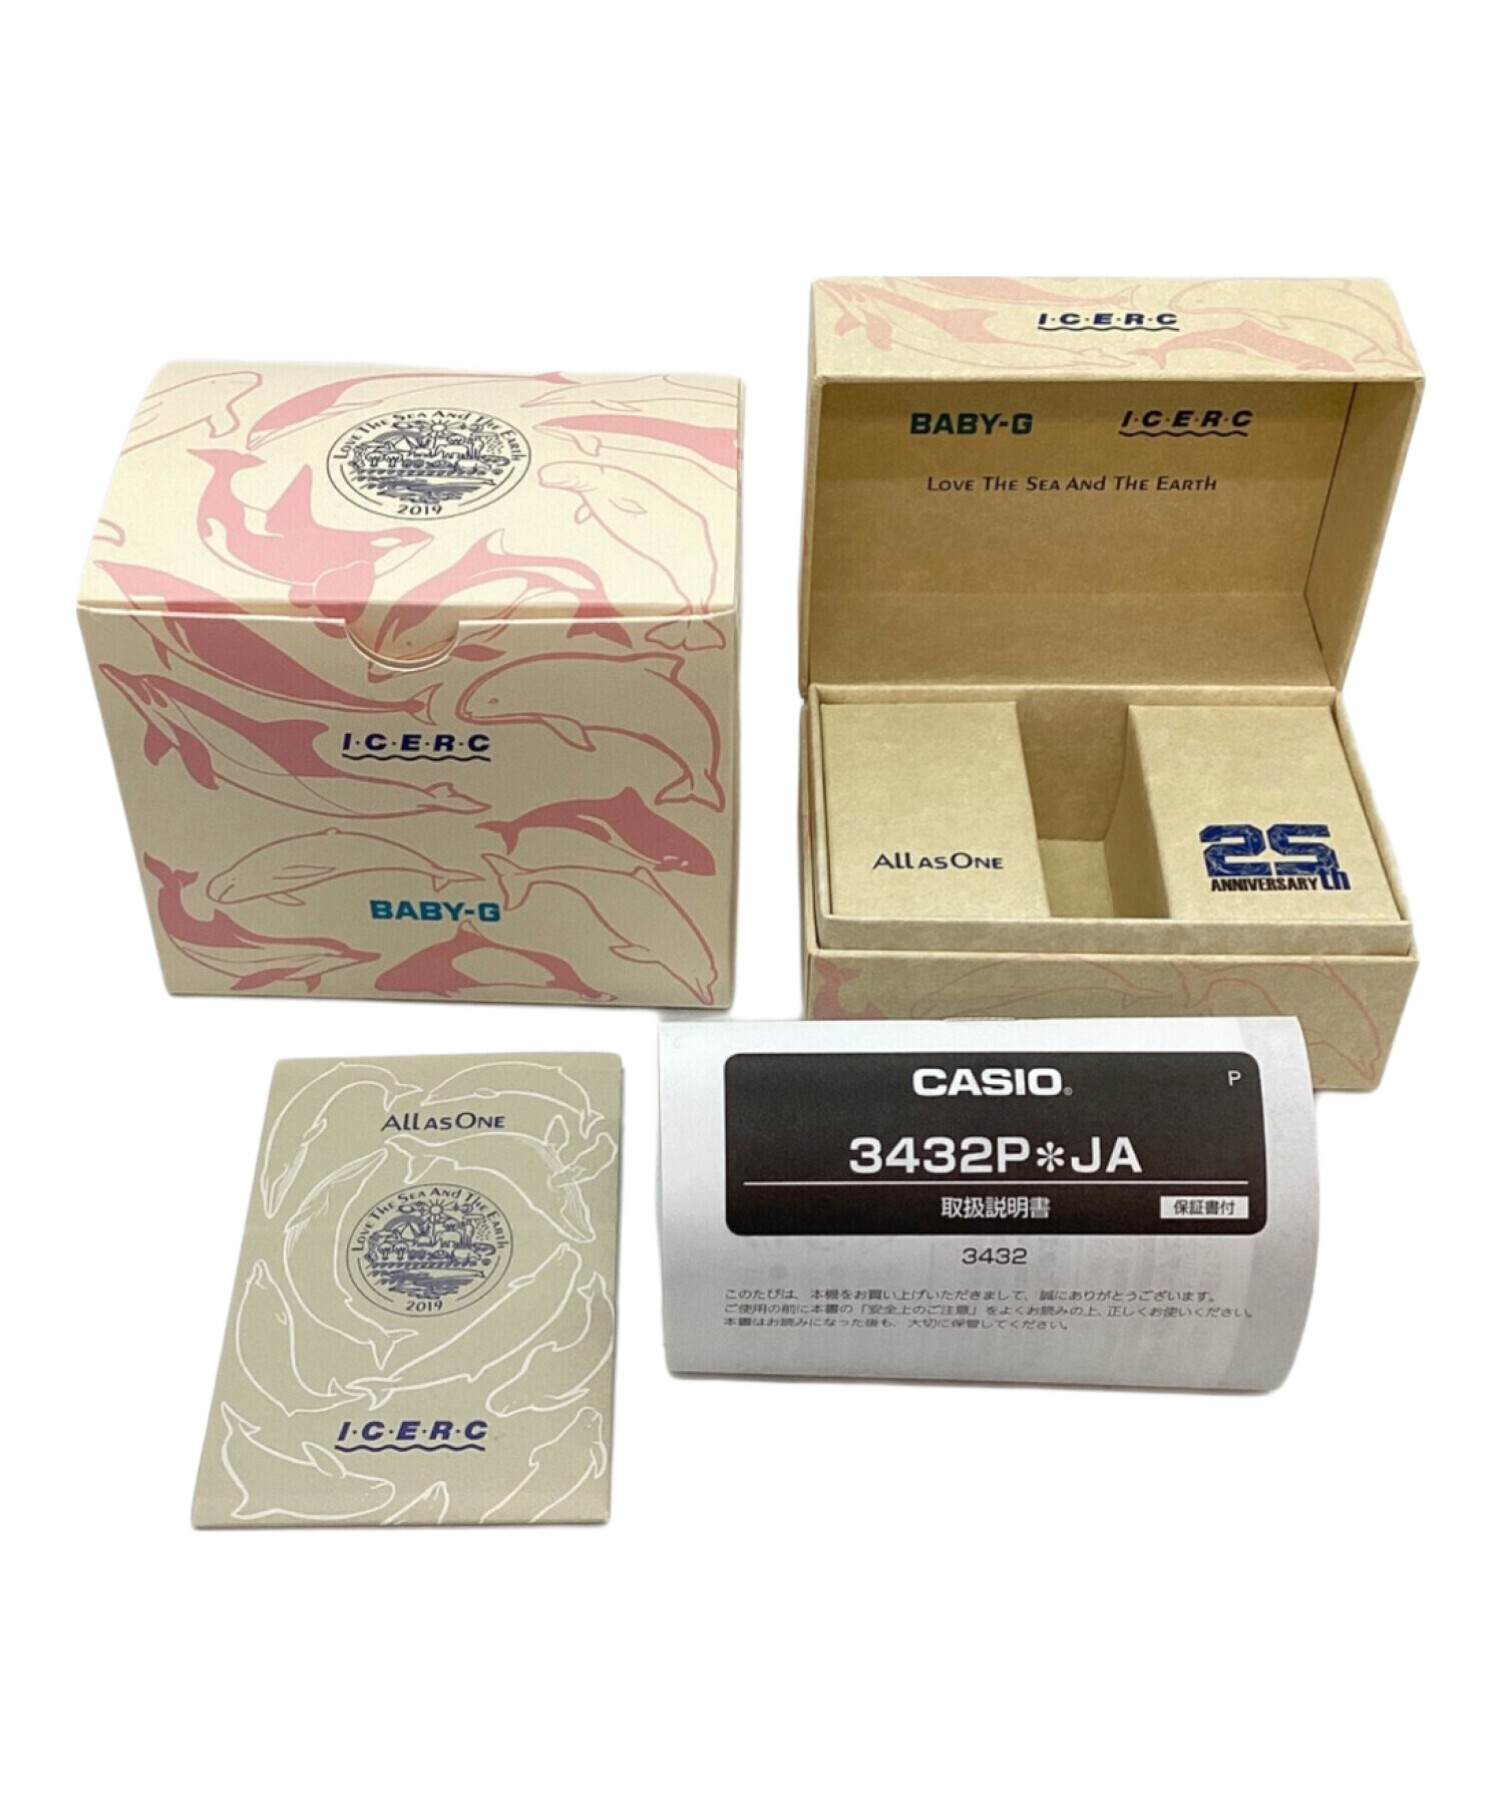 LOVE THE SEA AND THE EARTH
2019
I·C·E·R·C
BABY-G
I·C·E·R·C
BABY-G
I·C·E·R·C
LOVE THE SEA AND THE EARTH
ALL AS ONE
25th
ANNIVERSARY
ALL AS ONE
LOVE THE SEA AND THE EARTH
2019
I·C·E·R·C
CASIO®
P
3432P*JA
取扱説明書
保証書付
3432
このたびは、本機をお買い上げいただきまして、誠にありがとうございます。
ご使用の前に本書の「安全上のご注意」をよくお読みの上、正しくお使いください。
本書はお読みになった後も、大切に保管してください。